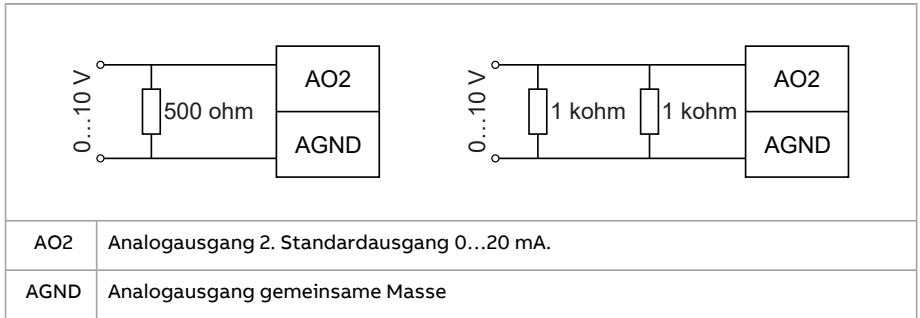 0…10 V
500 ohm
AO2
AGND
0…10 V
1 kohm
1 kohm
AO2
AGND
AO2 Analogausgang 2. Standardausgang 0…20 mA.
AGND Analogausgang gemeinsame Masse